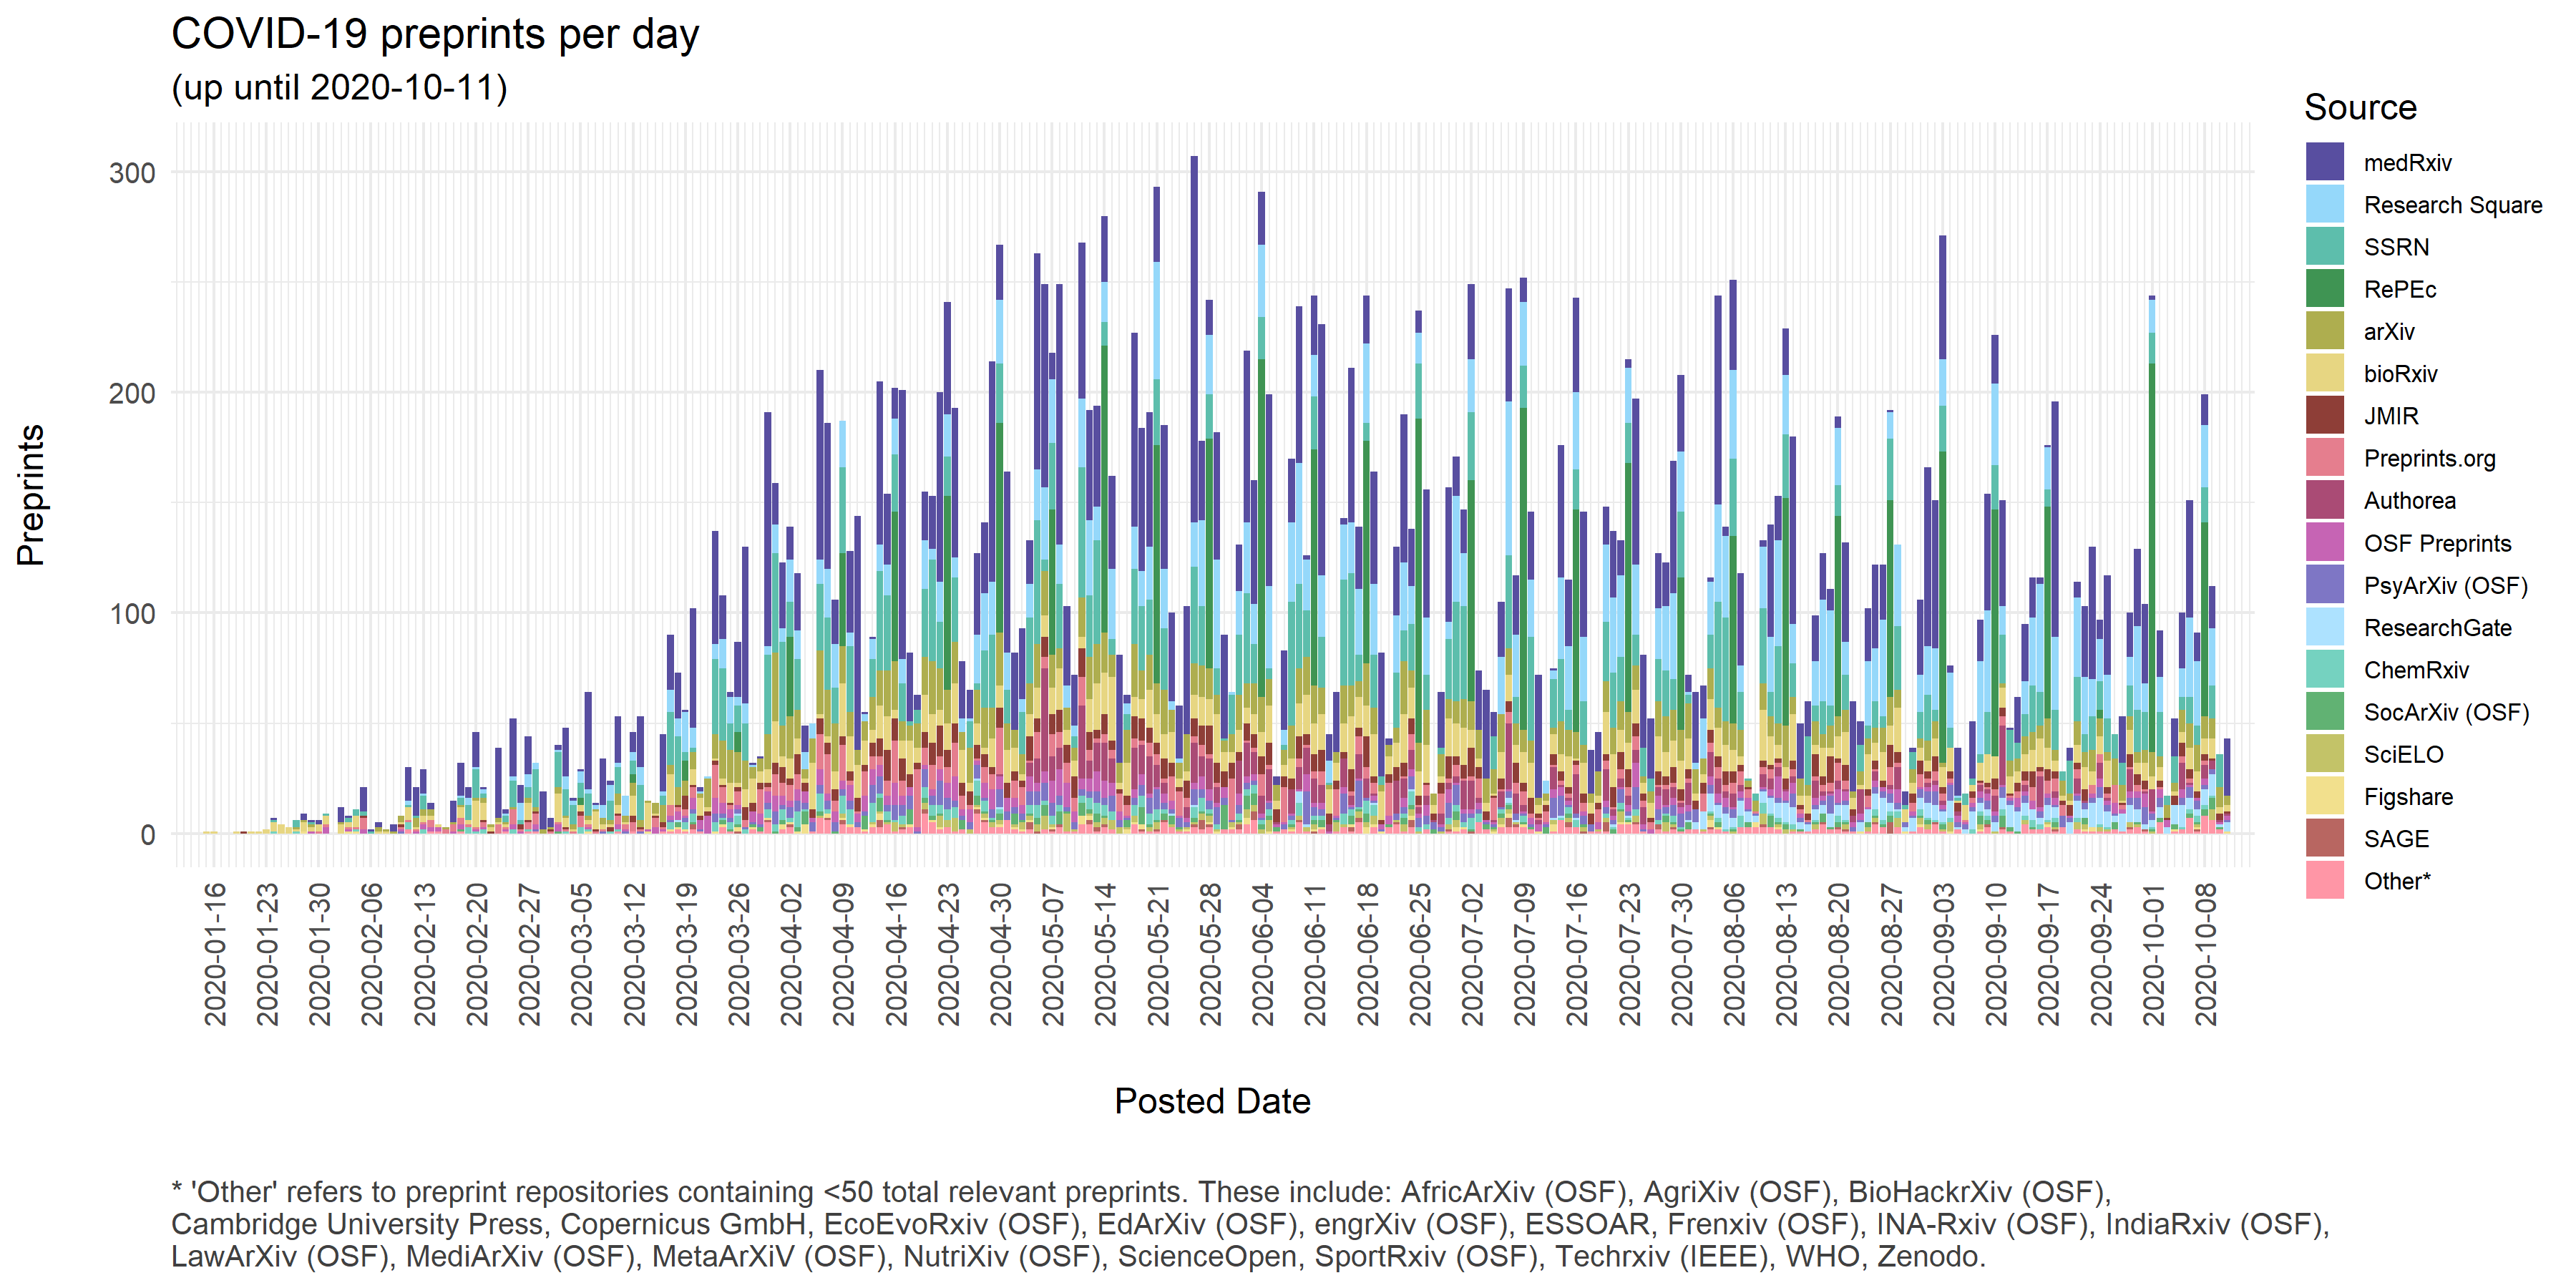 COVID-19 preprints per day
(up until 2020-10-11)
Source
medRxiv
Research Square
SSRN
RePEc
arXiv
bioRxiv
JMIR
Preprints.org
Authorea
OSF Preprints
PsyArXiv (OSF)
ResearchGate
ChemRxiv
SocArXiv (OSF)
SciELO
Figshare
SAGE
Other*
Preprints
300
200
100
0
2020-01-16
2020-01-23
2020-01-30
2020-02-06
2020-02-13
2020-02-20
2020-02-27
2020-03-05
2020-03-12
2020-03-19
2020-03-26
2020-04-02
2020-04-09
2020-04-16
2020-04-23
2020-04-30
2020-05-07
2020-05-14
2020-05-21
2020-05-28
2020-06-04
2020-06-11
2020-06-18
2020-06-25
2020-07-02
2020-07-09
2020-07-16
2020-07-23
2020-07-30
2020-08-06
2020-08-13
2020-08-20
2020-08-27
2020-09-03
2020-09-10
2020-09-17
2020-09-24
2020-10-01
2020-10-08
Posted Date
* 'Other' refers to preprint repositories containing <50 total relevant preprints. These include: AfricArXiv (OSF), AgriXiv (OSF), BioHackrXiv (OSF),
Cambridge University Press, Copernicus GmbH, EcoEvoRxiv (OSF), EdArXiv (OSF), engrXiv (OSF), ESSOAR, Frenxiv (OSF), INA-Rxiv (OSF), IndiaRxiv (OSF),
LawArXiv (OSF), MediArXiv (OSF), MetaArXiV (OSF), NutriXiv (OSF), ScienceOpen, SportRxiv (OSF), Techrxiv (IEEE), WHO, Zenodo.